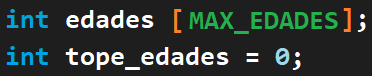 int edades [MAX_EDADES];
int tope_edades = 0;